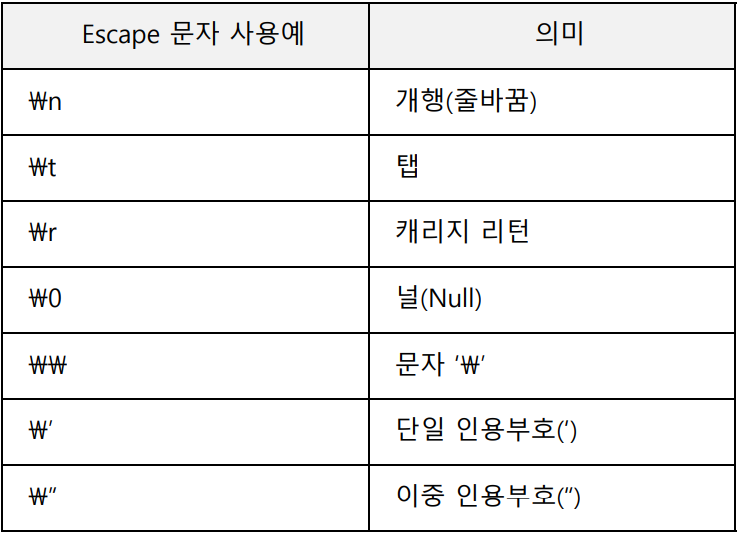 Escape 문자 사용예 의미
₩n 개행(줄바꿈)
₩t 탭
₩r 캐리지 리턴
₩0 널(Null)
₩₩ 문자 ‘₩’
₩’ 단일 인용부호(‘)
₩” 이중 인용부호(”)